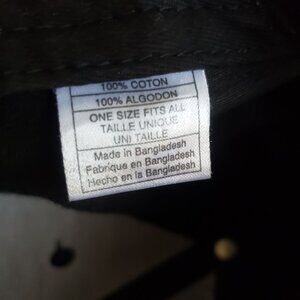 100% COTON
100% ALGODON
ONE SIZE FITS ALL
TAILLE UNIQUE
UNI TAILLE
Made in Bangladesh
Fabrique en Bangladesh
Hecho en la Bangladesh